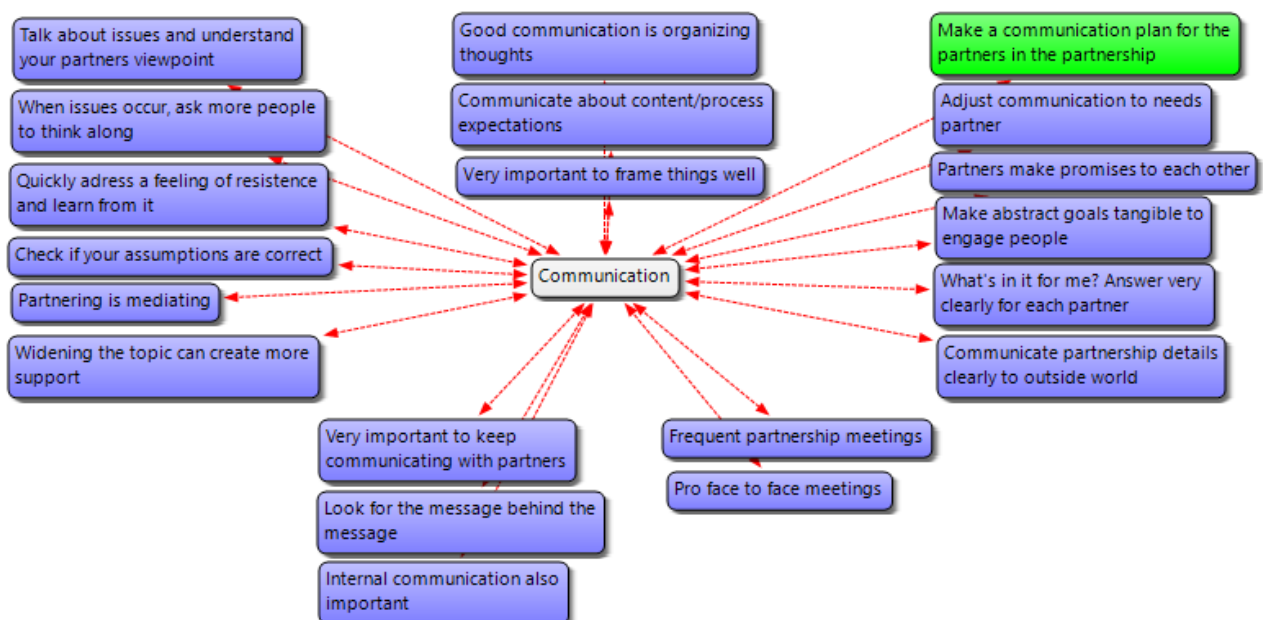 Talk about issues and understand
your partners viewpoint
When issues occur, ask more people
to think along
Quickly adress a feeling of resistence
and learn from it
Check if your assumptions are correct
Partnering is mediating
Widening the topic can create more
support
Good communication is organizing
thoughts
Communicate about content/process
expectations
Very important to frame things well
Communication
Make a communication plan for the
partners in the partnership
Adjust communication to needs
partner
Partners make promises to each other
Make abstract goals tangible to
engage people
What's in it for me? Answer very
clearly for each partner
Communicate partnership details
clearly to outside world
Very important to keep
communicating with partners
Look for the message behind the
message
Internal communication also
important
Frequent partnership meetings
Pro face to face meetings